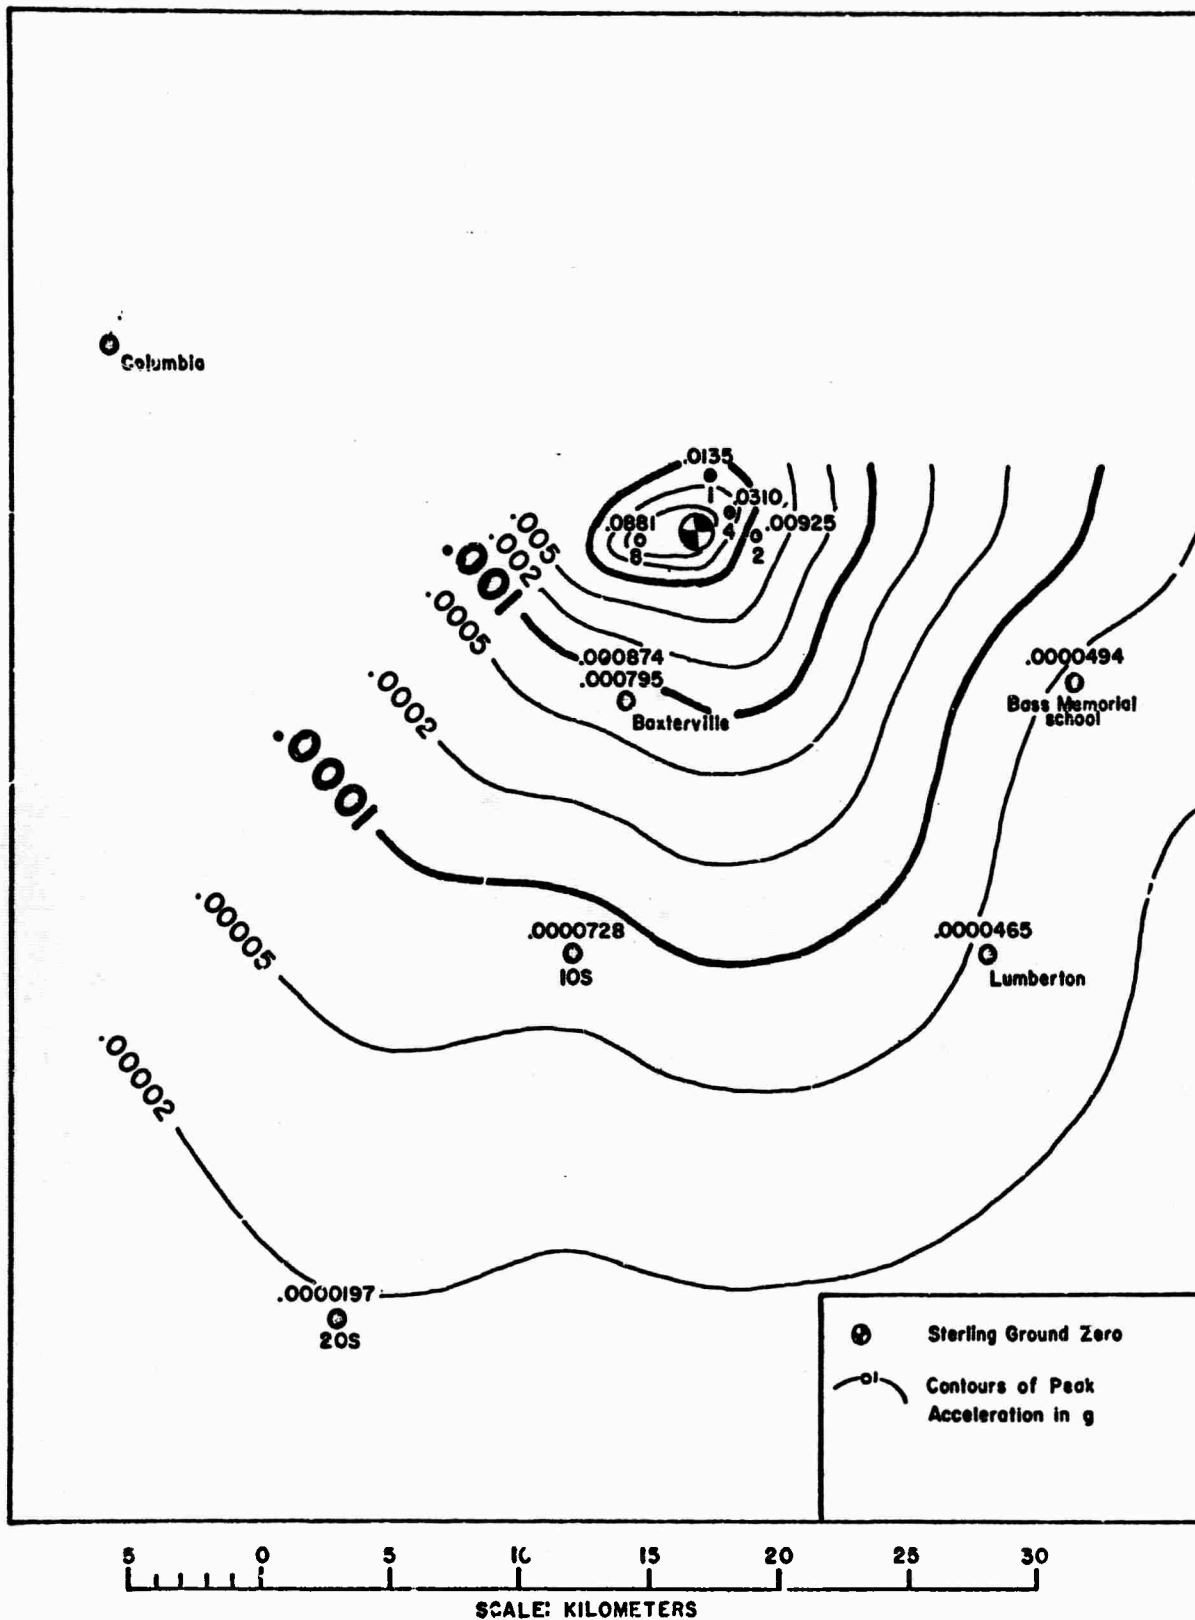 Columbia
.0135
1
.0310
4
.0881
8
.00925
2
.005
.002
.001
.0005
.000874
.000795
Baxterville
.0002
.0000494
Bass Memorial
school
.0001
.0000728
10S
.0000465
Lumberton
.00005
.00002
.0000197
20S
Sterling Ground Zero
.01
Contours of Peak
Acceleration in g
5 0 5 10 15 20 25 30
SCALE: KILOMETERS